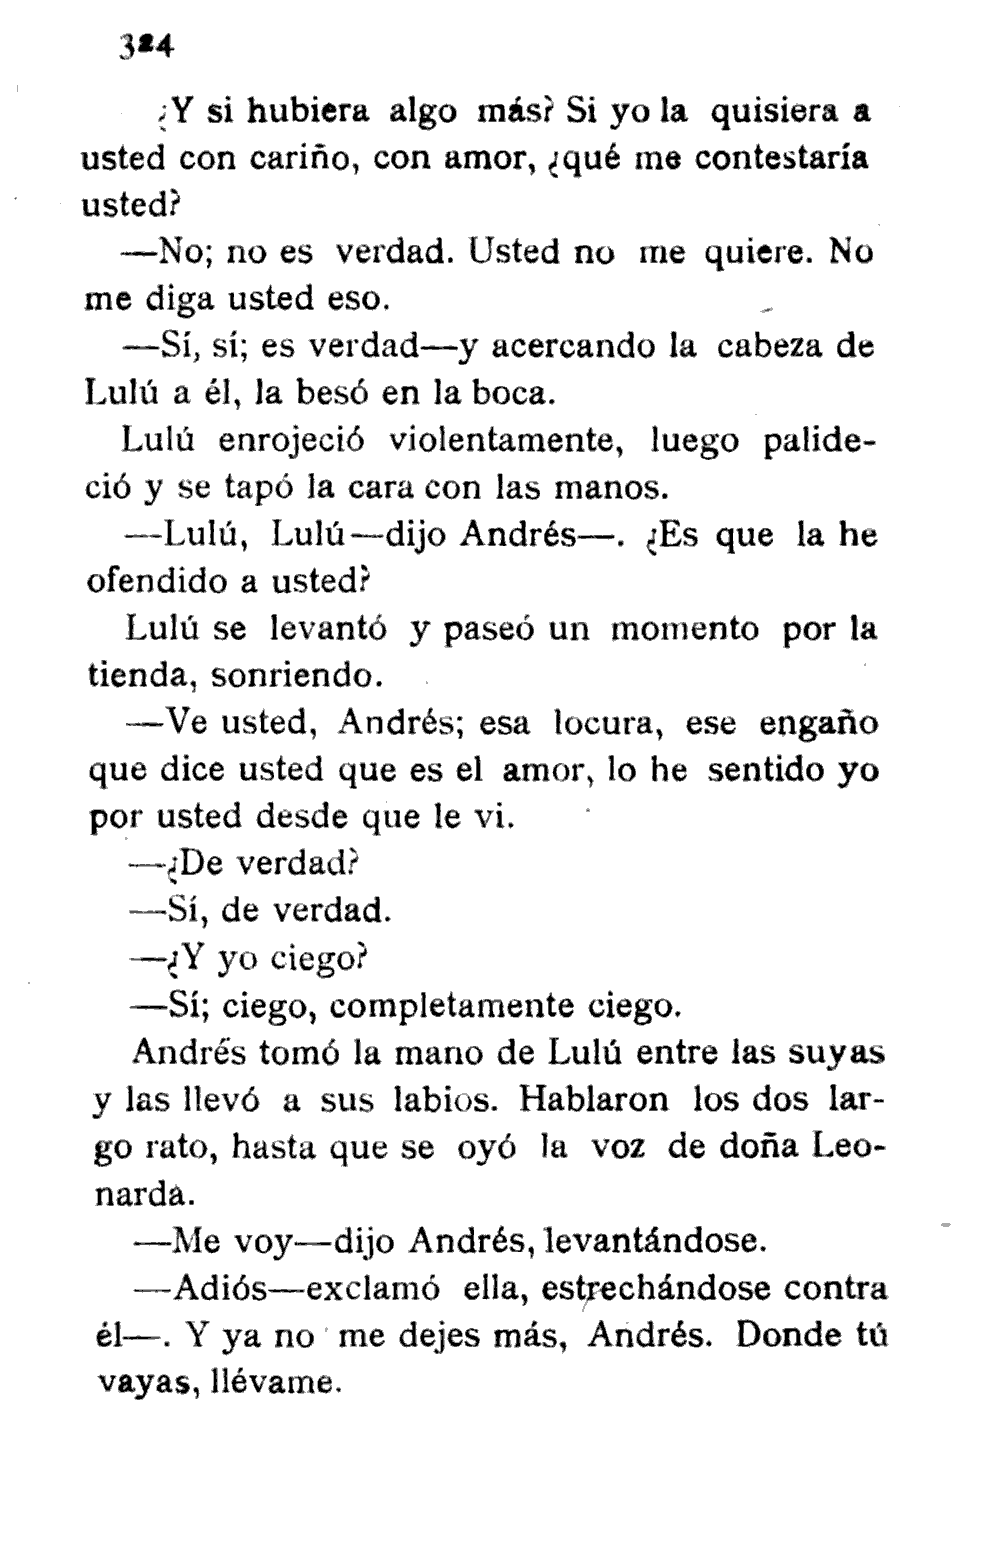 324
¿Y si hubiera algo más? Si yo la quisiera a
usted con cariño, con amor, ¿qué me contestaría
usted?
—No; no es verdad. Usted no me quiere. No
me diga usted eso.
—Sí, sí; es verdad—y acercando la cabeza de
Lulú a él, la besó en la boca.
Lulú enrojeció violentamente, luego palide-
ció y se tapó la cara con las manos.
—Lulú, Lulú—dijo Andrés—. ¿Es que la he
ofendido a usted?
Lulú se levantó y paseó un momento por la
tienda, sonriendo.
—Ve usted, Andrés; esa locura, ese engaño
que dice usted que es el amor, lo he sentido yo
por usted desde que le vi.
—¿De verdad?
—Sí, de verdad.
—¿Y yo ciego?
—Sí; ciego, completamente ciego.
Andrés tomó la mano de Lulú entre las suyas
y las llevó a sus labios. Hablaron los dos lar-
go rato, hasta que se oyó la voz de doña Leo-
narda.
—Me voy—dijo Andrés, levantándose.
—Adiós—exclamó ella, estrechándose contra
él—. Y ya no me dejes más, Andrés. Donde tú
vayas, llévame.